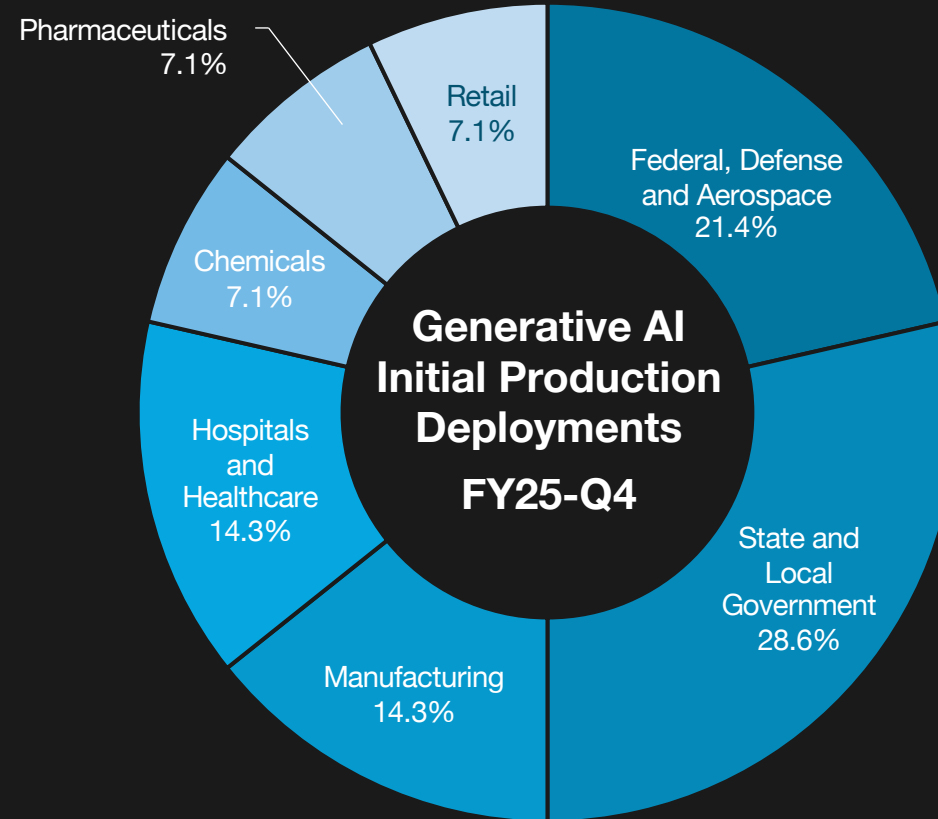 Pharmaceuticals
7.1%
Retail
7.1%
Federal, Defense
and Aerospace
21.4%
Chemicals
7.1%
Generative AI
Initial Production
Deployments
FY25-Q4
Hospitals
and
Healthcare
14.3%
State and
Local
Government
28.6%
Manufacturing
14.3%